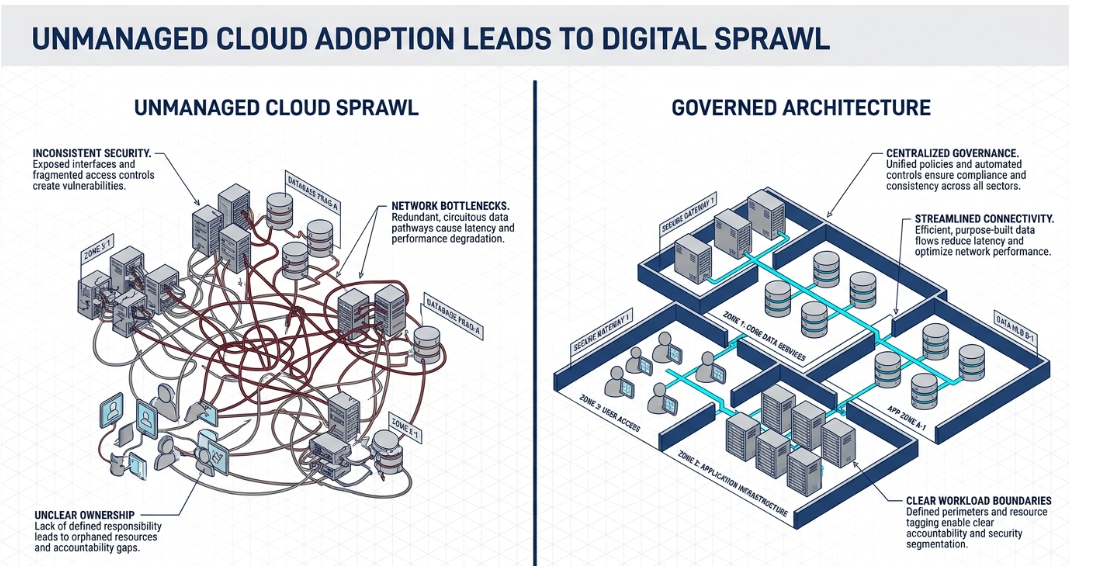 UNMANAGED CLOUD ADOPTION LEADS TO DIGITAL SPRAWL
UNMANAGED CLOUD SPRAWL
INCONSISTENT SECURITY.
Exposed interfaces and
fragmented access controls
create vulnerabilities.
DATABASE FRAG-A
NETWORK BOTTLENECKS.
Redundant, circuitous data
pathways cause latency and
performance degradation.
DATABASE
UNCLEAR OWNERSHIP
Lack of defined responsibility
leads to orphaned resources
and accountability gaps.
GOVERNED ARCHITECTURE
CENTRALIZED GOVERNANCE.
Unified policies and automated
controls ensure compliance and
consistency across all sectors.
SECURE GATEWAY 1
STREAMLINED CONNECTIVITY.
Efficient, purpose-built data
flows reduce latency and
optimize network performance.
ZONE 1: CORE DATA SERVICES
DATA HUB B-1
ZONE 3: USER ACCESS
APP ZONE A-1
ZONE 2: APPLICATION INFRASTRUCTURE
CLEAR WORKLOAD BOUNDARIES
Defined perimeters and resource
tagging enable clear
accountability and security
segmentation.